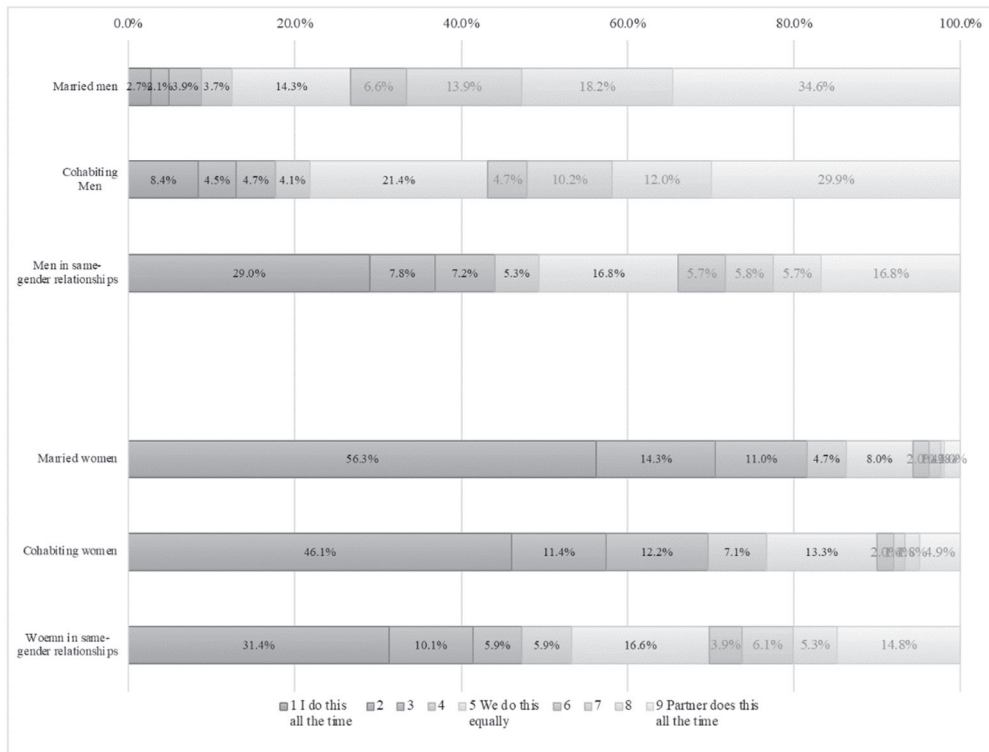 0.0% 20.0% 40.0% 60.0% 80.0% 100.0%
Married men 2.7% 2.1% 3.9% 3.7% 14.3% 6.6% 13.9% 18.2% 34.6%
Cohabiting
Men
8.4% 4.5% 4.7% 4.1% 21.4% 4.7% 10.2% 12.0% 29.9%
Men in same-
gender relationships
29.0% 7.8% 7.2% 5.3% 16.8% 5.7% 5.8% 5.7% 16.8%
Married women 56.3% 14.3% 11.0% 4.7% 8.0% 2.0%
Cohabiting women 46.1% 11.4% 12.2% 7.1% 13.3% 2.0% 4.9%
Woemn in same-
gender relationships
31.4% 10.1% 5.9% 5.9% 16.6% 3.9% 6.1% 5.3% 14.8%
1 I do this
all the time
2 3 4
5 We do this
equally
6 7 8
9 Partner does this
all the time